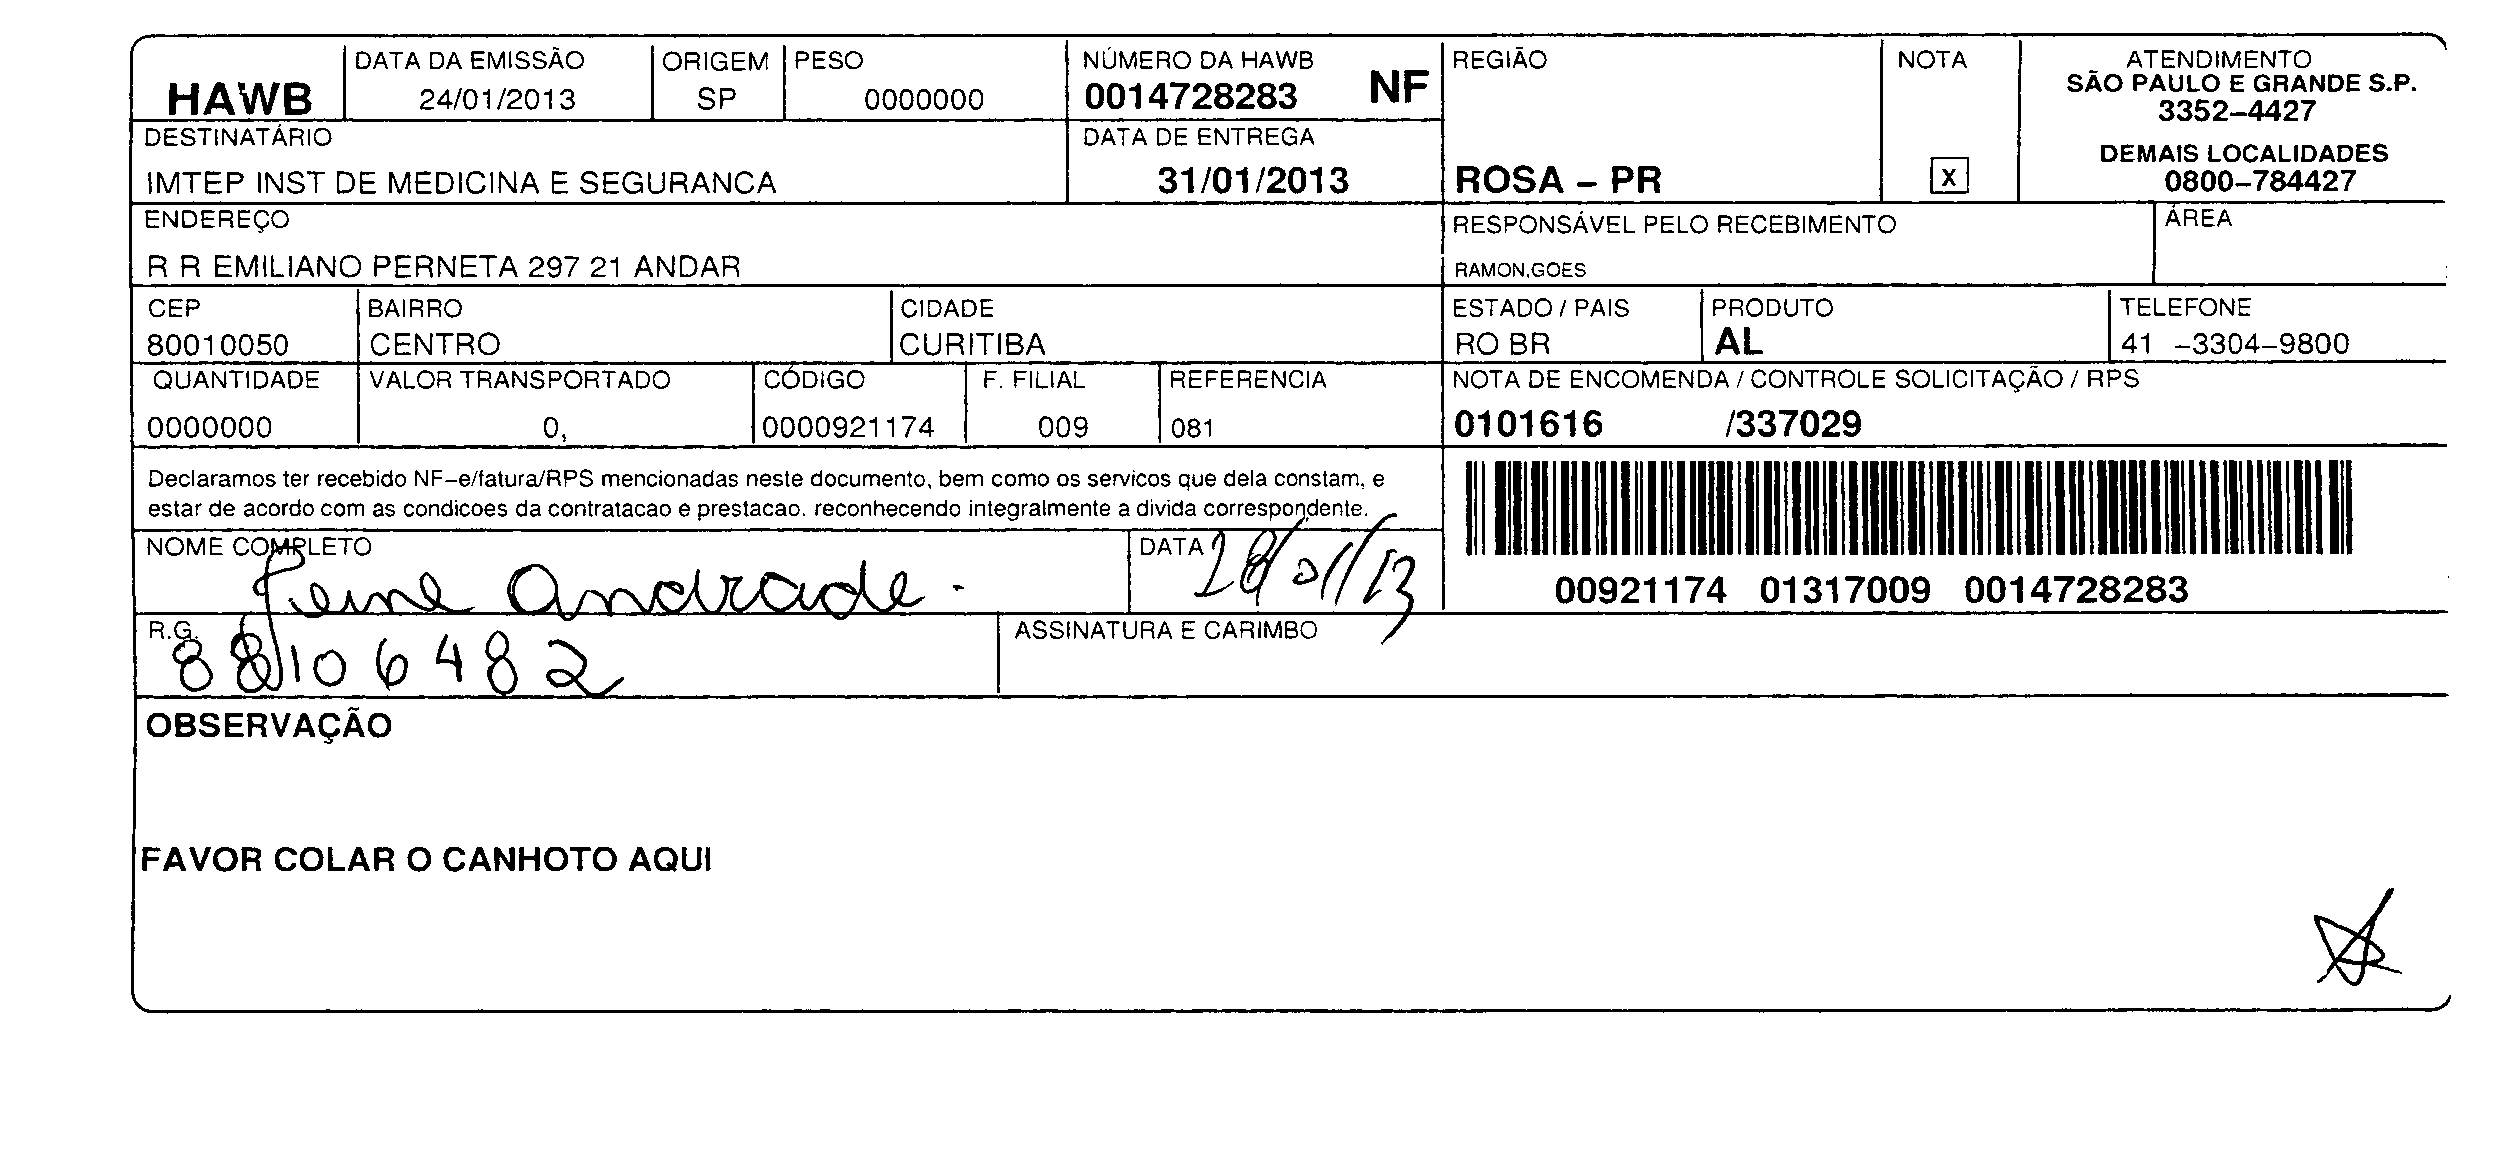 HAWB
DATA DA EMISSÃO
24/01/2013
ORIGEM
SP
PESO
0000000
NÚMERO DA HAWB
0014728283 NF
REGIÃO
ROSA – PR
NOTA
X
ATENDIMENTO
SÃO PAULO E GRANDE S.P.
3352–4427
DEMAIS LOCALIDADES
0800–784427
DESTINATÁRIO
IMTEP INST DE MEDICINA E SEGURANCA
DATA DE ENTREGA
31/01/2013
ENDEREÇO
R R EMILIANO PERNETA 297 21 ANDAR
RESPONSÁVEL PELO RECEBIMENTO
RAMON.GOES
ÁREA
CEP
80010050
BAIRRO
CENTRO
CIDADE
CURITIBA
ESTADO / PAIS
RO BR
PRODUTO
AL
TELEFONE
41 –3304–9800
QUANTIDADE
0000000
VALOR TRANSPORTADO
0,
CÓDIGO
0000921174
F. FILIAL
009
REFERENCIA
081
NOTA DE ENCOMENDA / CONTROLE SOLICITAÇÃO / RPS
0101616 /337029
Declaramos ter recebido NF–e/fatura/RPS mencionadas neste documento, bem como os servicos que dela constam, e
estar de acordo com as condicoes da contratacao e prestacao. reconhecendo integralmente a divida correspondente.
00921174 01317009 0014728283
NOME COMPLETO
Andrade
DATA
28/01/13
R.G.
88106482
ASSINATURA E CARIMBO
OBSERVAÇÃO
FAVOR COLAR O CANHOTO AQUI